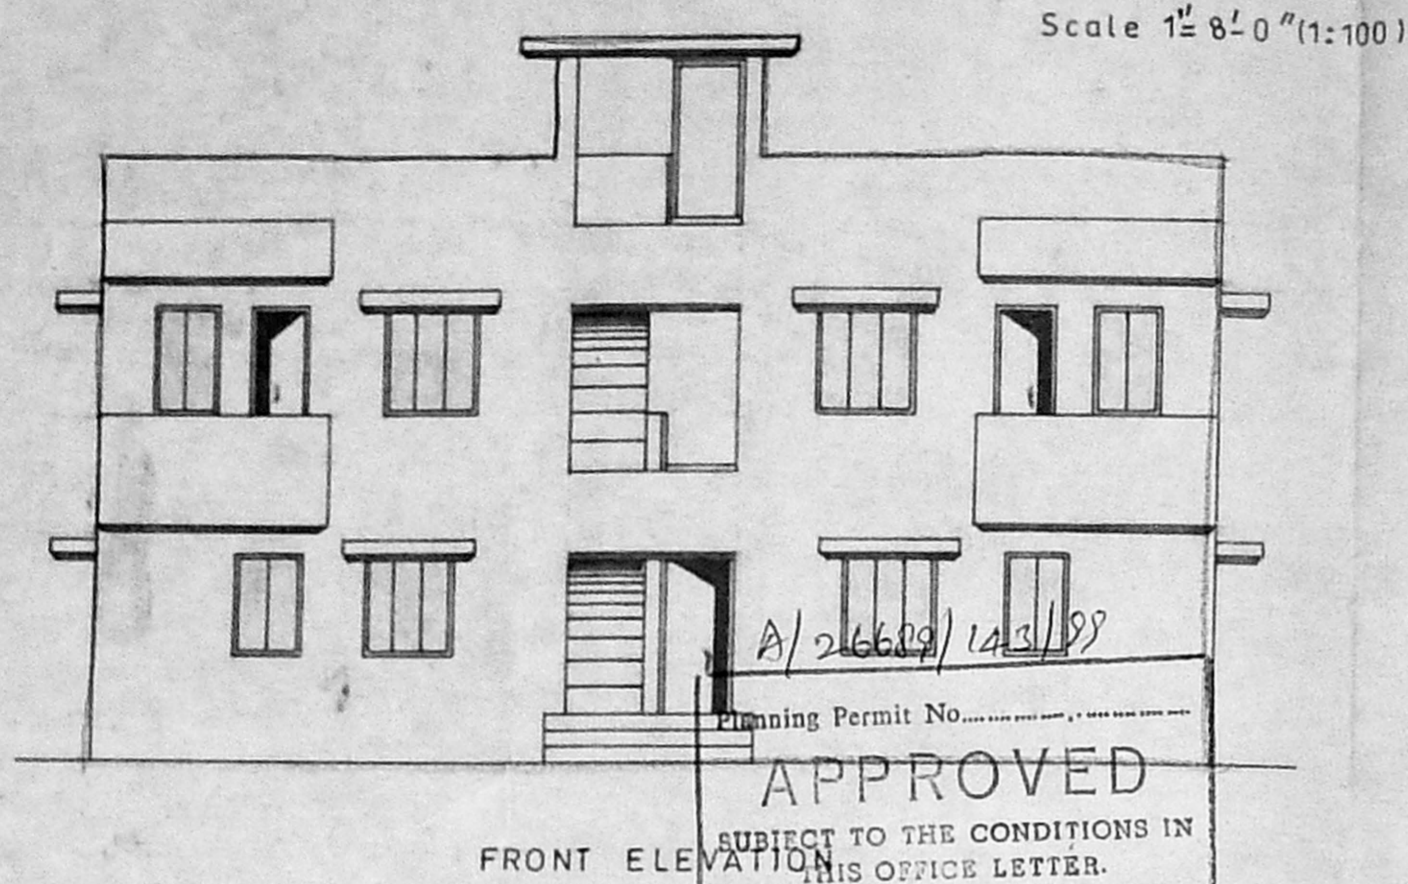 Scale 1"= 8'-0"(1:100)
A/26689/143/99
Planning Permit No....................
APPROVED
SUBJECT TO THE CONDITIONS IN
THIS OFFICE LETTER.
FRONT ELEVATION